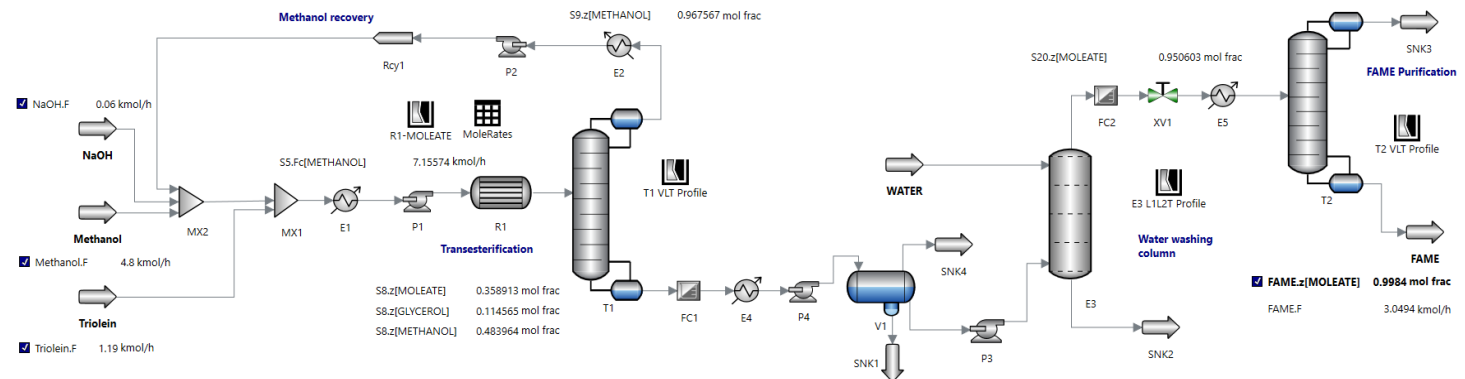 Methanol recovery
S9.z[METHANOL] 0.967567 mol frac
Rcy1
P2
E2
NaOH.F 0.06 kmol/h
NaOH
R1-MOLEATE
MoleRates
S5.Fc[METHANOL] 7.15574 kmol/h
T1 VLT Profile
MX2
MX1
E1
P1
R1
Methanol
Methanol.F 4.8 kmol/h
Transesterification
Triolein
Triolein.F 1.19 kmol/h
S8.z[MOLEATE] 0.358913 mol frac
S8.z[GLYCEROL] 0.114565 mol frac
S8.z[METHANOL] 0.483964 mol frac
T1
FC1
E4
P4
V1
SNK4
SNK1
P3
WATER
S20.z[MOLEATE] 0.950603 mol frac
FC2
XV1
E5
E3 L1L2T Profile
Water washing
column
E3
SNK2
SNK3
FAME Purification
T2 VLT Profile
T2
FAME
FAME.z[MOLEATE] 0.9984 mol frac
FAME.F 3.0494 kmol/h